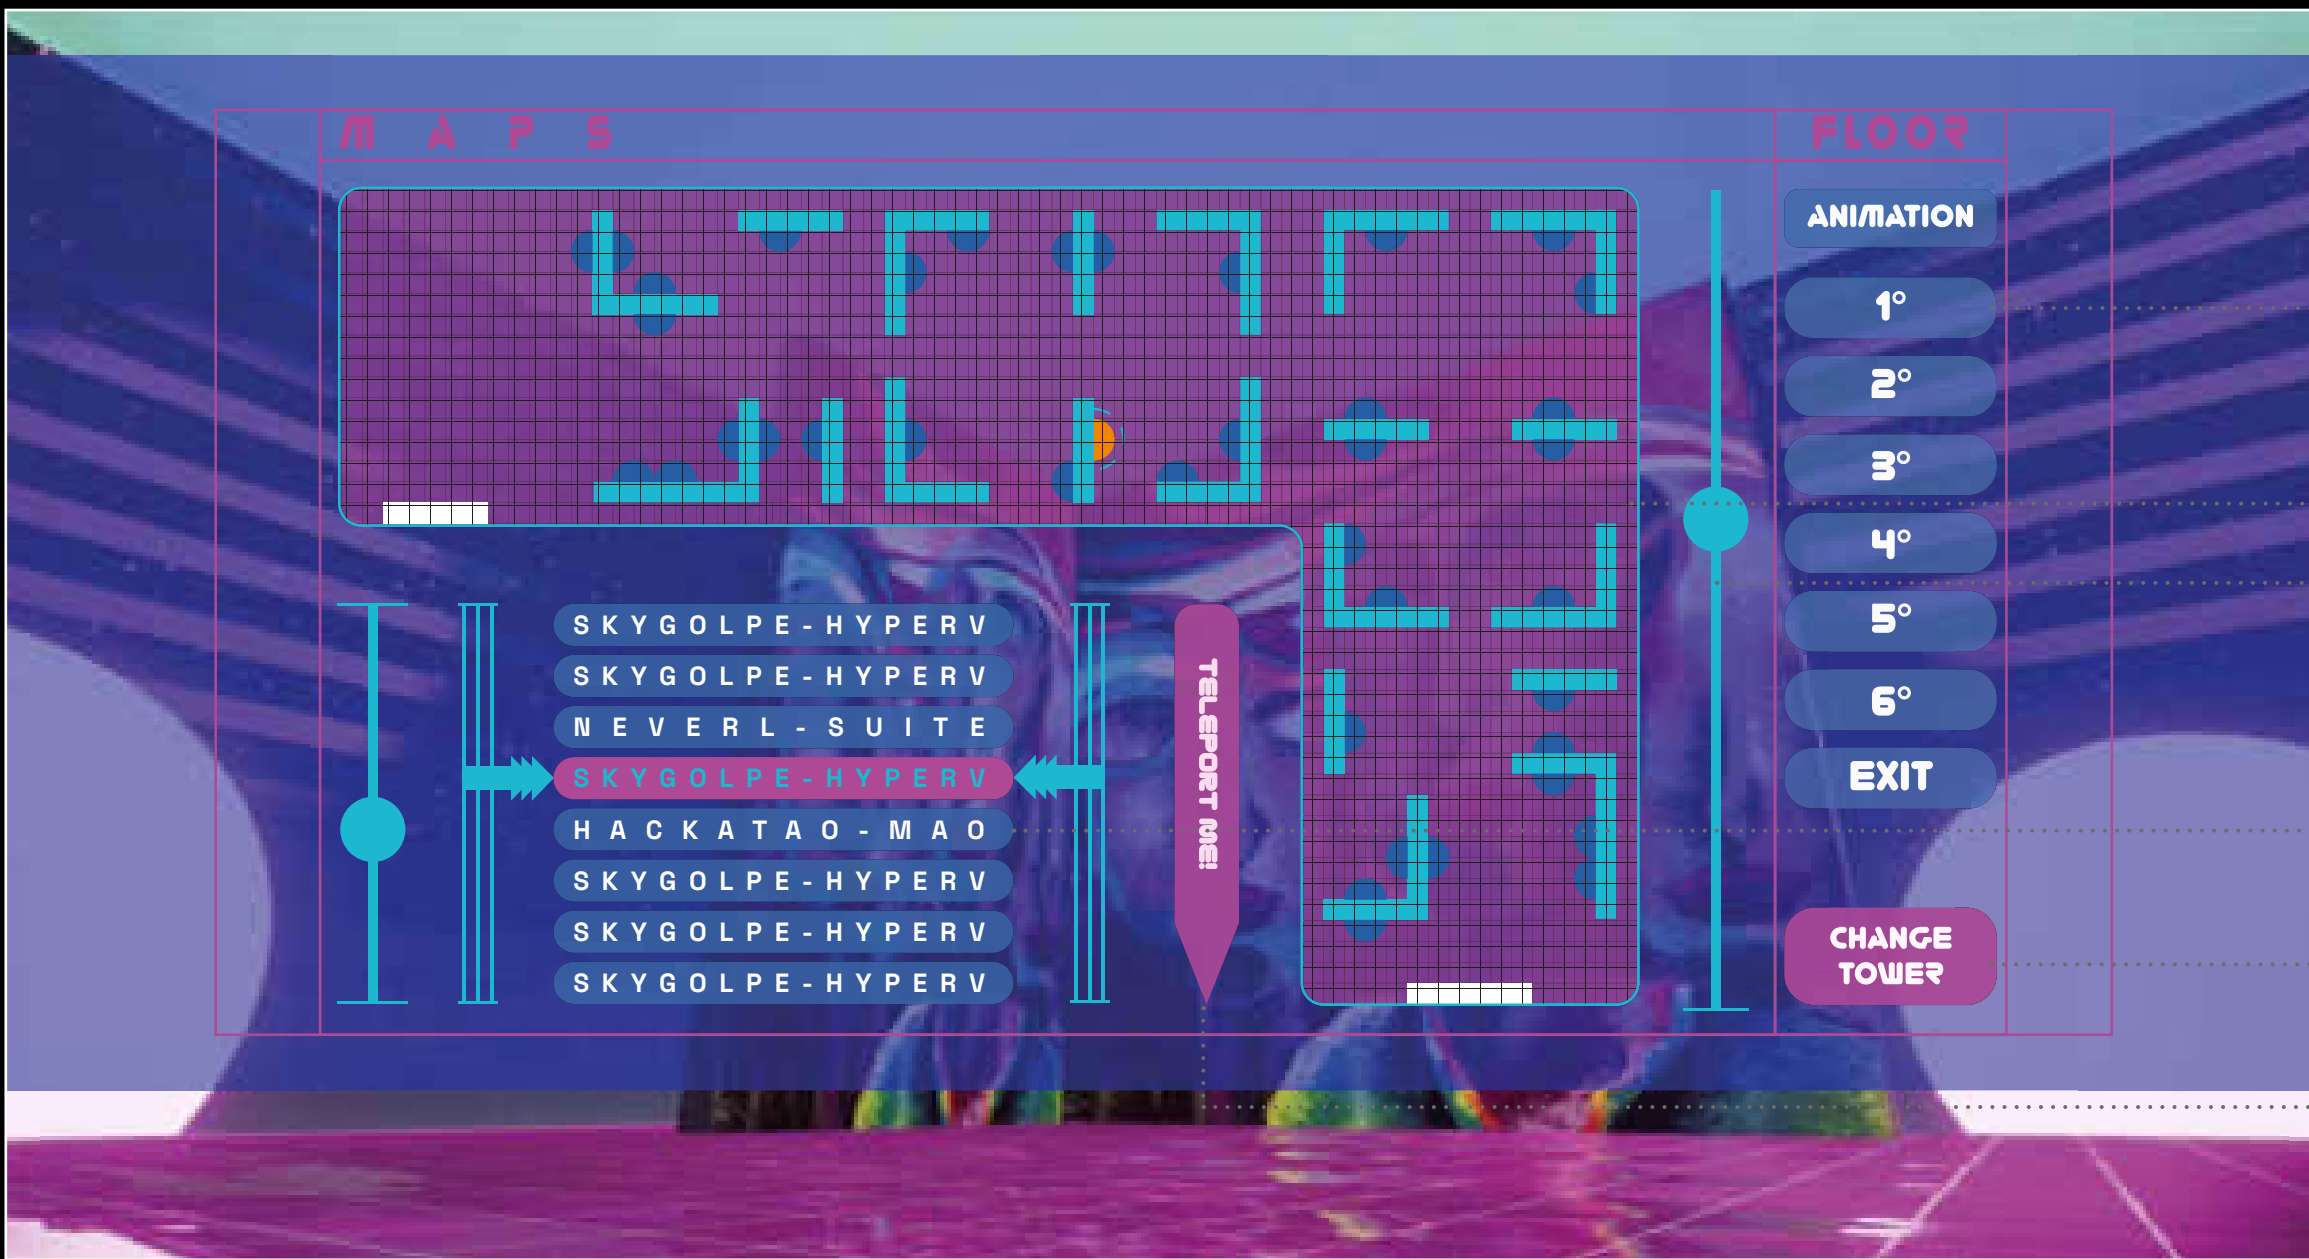 MAPS
FLOOR
ANIMATION
1°
2°
3°
4°
5°
6°
EXIT
CHANGE
TOWER
SKYGOLPE-HYPERV
SKYGOLPE-HYPERV
NEVERL-SUITE
SKYGOLPE-HYPERV
HACKATAO-MAO
SKYGOLPE-HYPERV
SKYGOLPE-HYPERV
SKYGOLPE-HYPERV
TELEPORT ME!